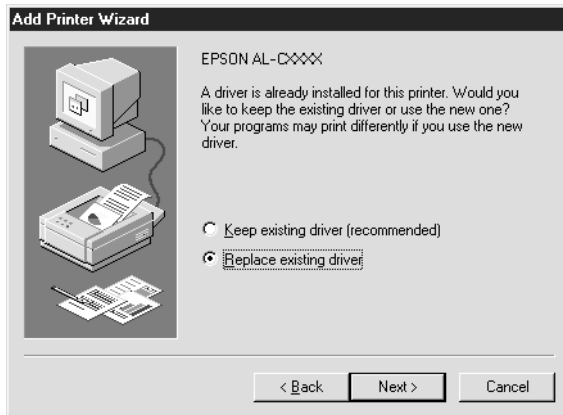 Add Printer Wizard
EPSON AL-CXXXX
A driver is already installed for this printer. Would you
like to keep the existing driver or use the new one?
Your programs may print differently if you use the new
driver.
Keep existing driver (recommended)
Replace existing driver
< Back Next > Cancel